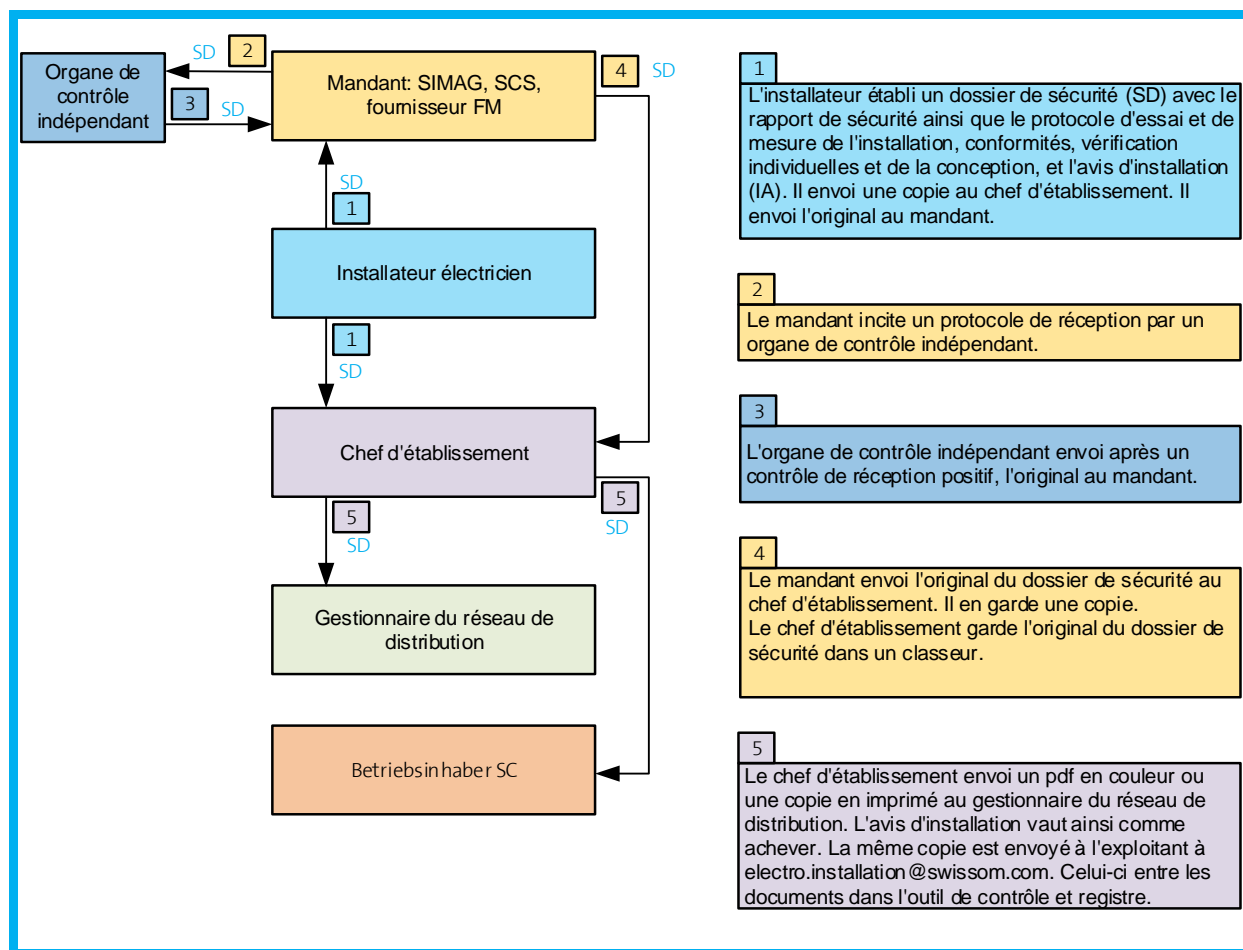 SD
2
Organe de
contrôle
indépendant
3
SD
Mandant: SIMAG, SCS,
fournisseur FM
4
SD
SD
1
Installateur électricien
1
SD
Chef d'établissement
5
SD
5
SD
Gestionnaire du réseau de
distribution
Betriebsinhaber SC
1
L'installateur établi un dossier de sécurité (SD) avec le
rapport de sécurité ainsi que le protocole d'essai et de
mesure de l'installation, conformités, vérification
individuelles et de la conception, et l'avis d'installation
(IA). Il envoi une copie au chef d'établissement. Il
envoi l'original au mandant.
2
Le mandant incite un protocole de réception par un
organe de contrôle indépendant.
3
L'organe de contrôle indépendant envoi après un
contrôle de réception positif, l'original au mandant.
4
Le mandant envoi l'original du dossier de sécurité au
chef d'établissement. Il en garde une copie.
Le chef d'établissement garde l'original du dossier de
sécurité dans un classeur.
5
Le chef d'établissement envoi un pdf en couleur ou
une copie en imprimé au gestionnaire du réseau de
distribution. L'avis d'installation vaut ainsi comme
achever. La même copie est envoyé à l'exploitant à
electro.installation@swissom.com. Celui-ci entre les
documents dans l'outil de contrôle et registre.